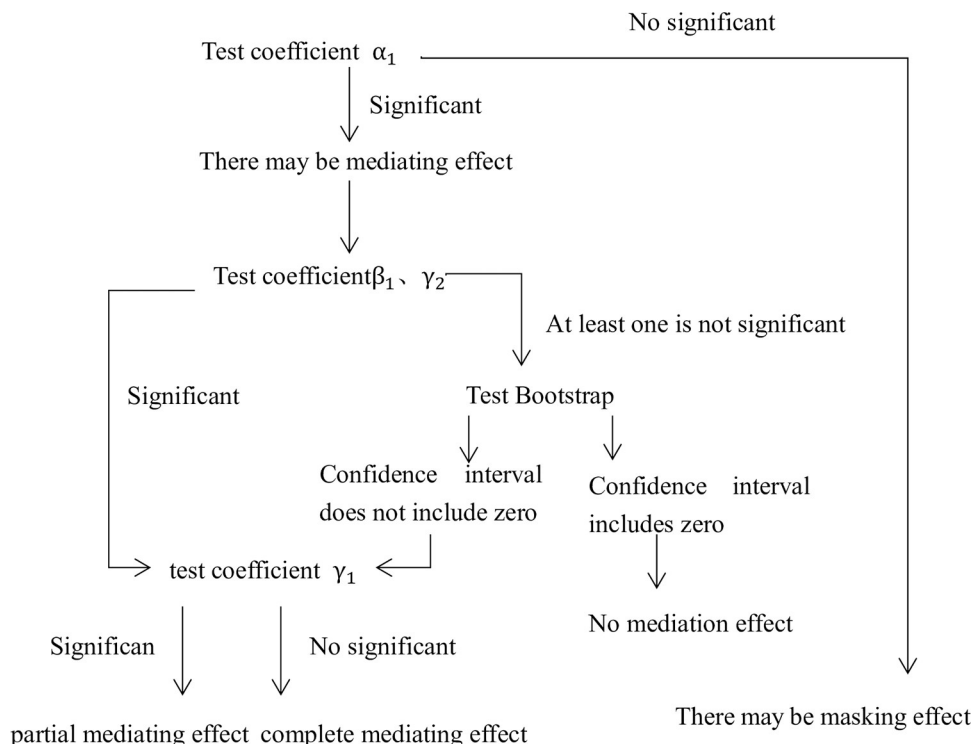 No significant
Test coefficient α₁
Significant
There may be mediating effect
Test coefficientβ₁、γ₂
At least one is not significant
Significant
Test Bootstrap
Confidence interval
does not include zero
Confidence interval
includes zero
test coefficient γ₁
No mediation effect
Significan
No significant
There may be masking effect
partial mediating effect
complete mediating effect